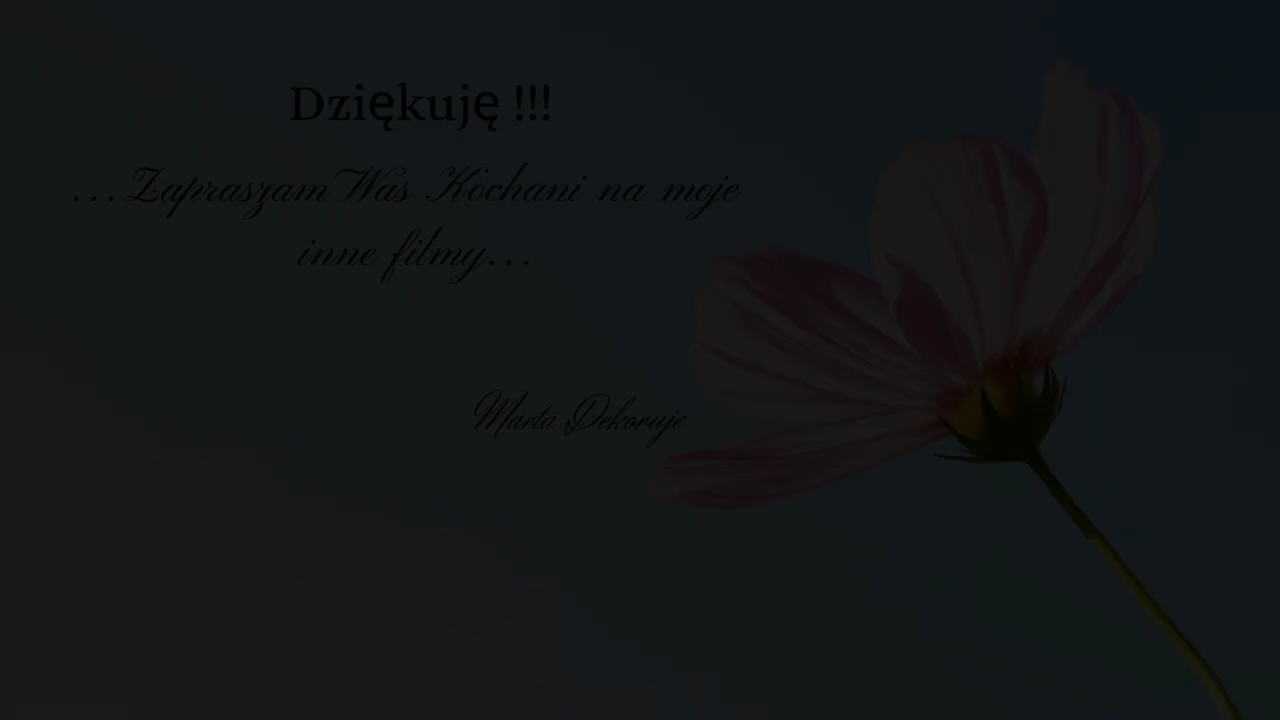 Dziękuję !!!
...Zapraszam Was Kochani na moje
inne filmy...
Marta Dekoruje